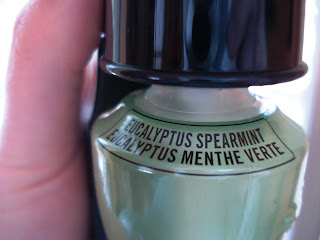 EUCALYPTUS SPEARMINT
EUCALYPTUS MENTHE VERTE